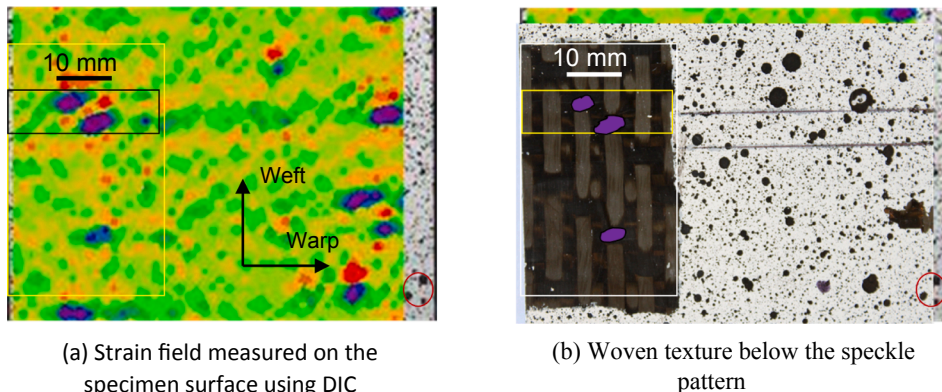 10 mm
Weft
Warp
10 mm
(a) Strain field measured on the
specimen surface using DIC
(b) Woven texture below the speckle
pattern